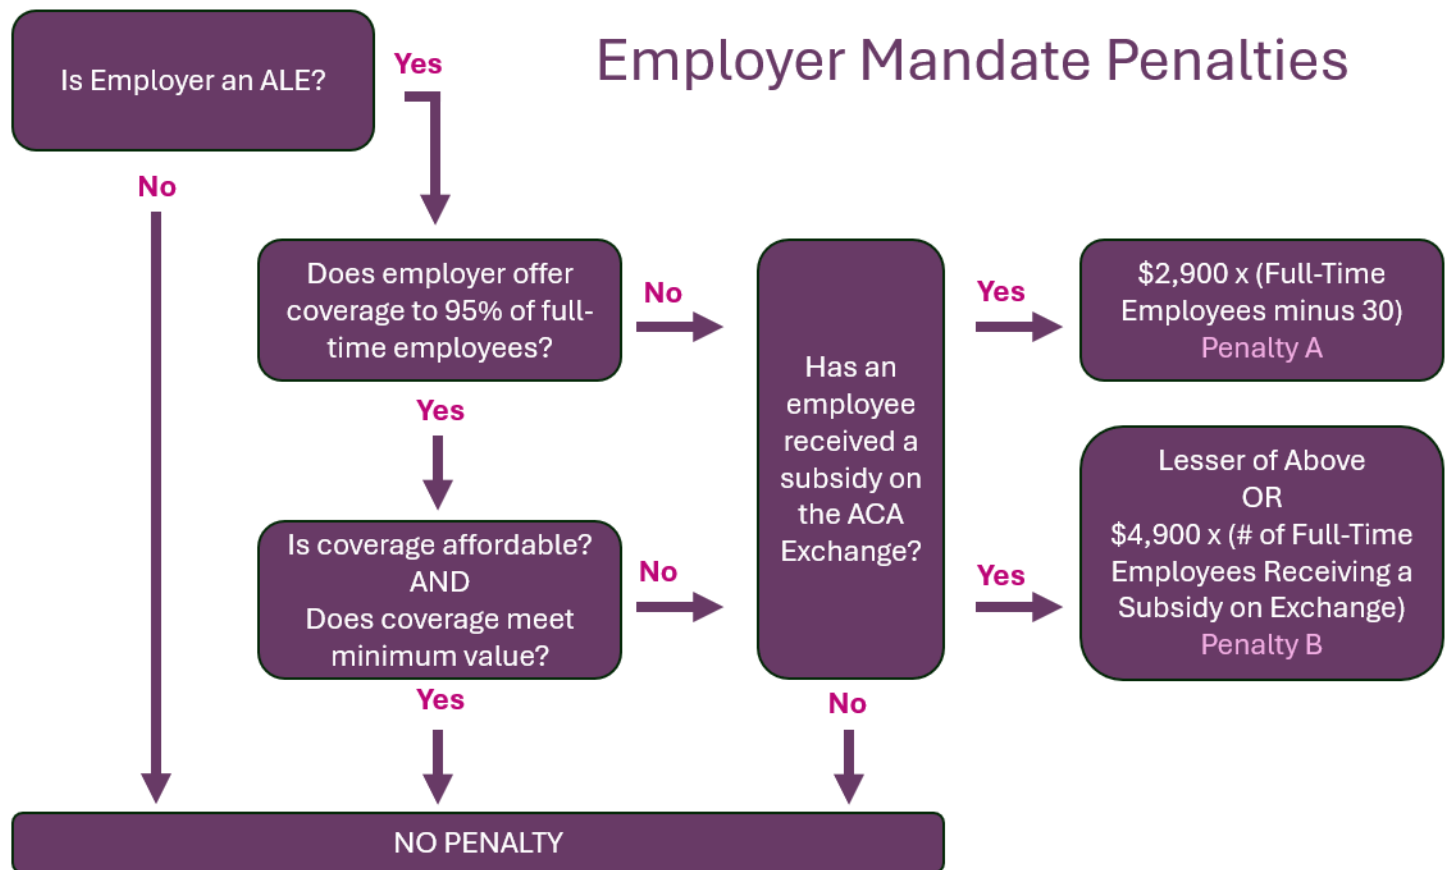 Employer Mandate Penalties
Is Employer an ALE?
Yes
No
Does employer offer
coverage to 95% of full-
time employees?
No
Yes
Is coverage affordable?
AND
Does coverage meet
minimum value?
No
Yes
Has an
employee
received a
subsidy on
the ACA
Exchange?
Yes
$2,900 x (Full-Time
Employees minus 30)
Penalty A
Yes
Lesser of Above
OR
$4,900 x (# of Full-Time
Employees Receiving a
Subsidy on Exchange)
Penalty B
No
NO PENALTY